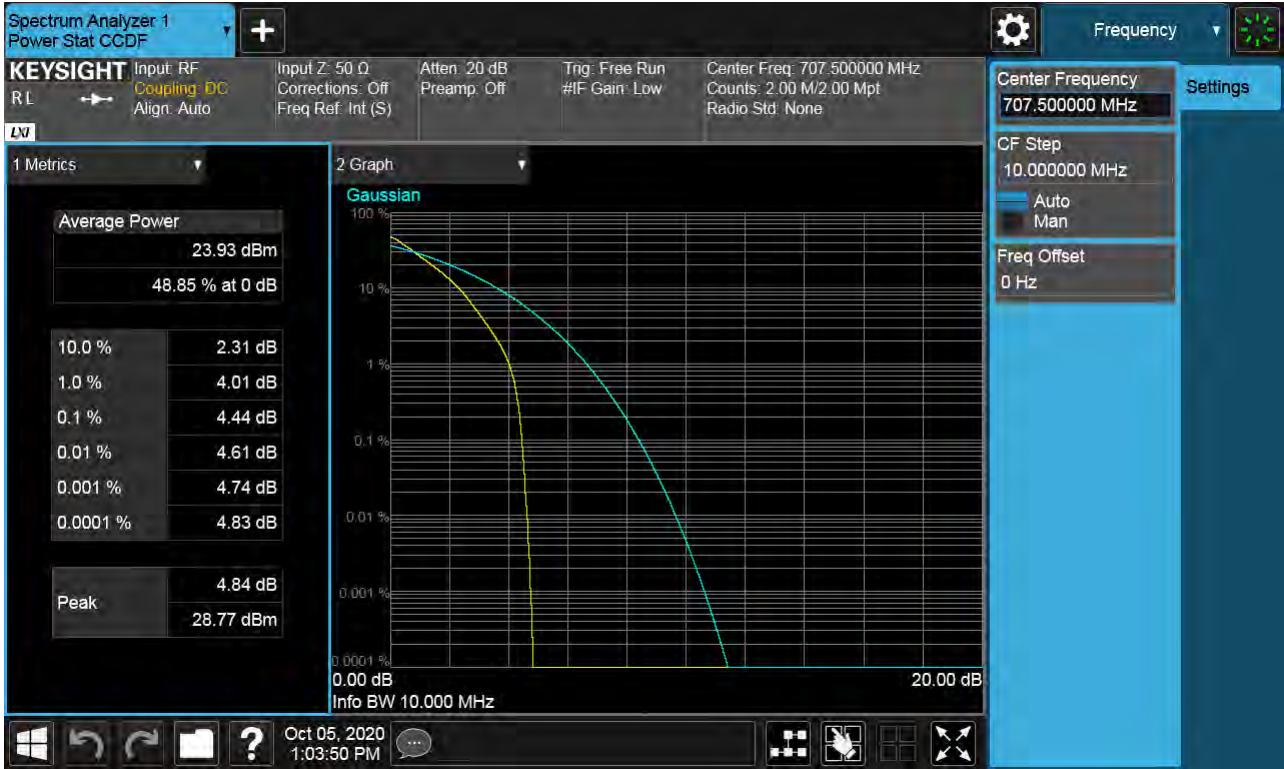 Spectrum Analyzer 1
Power Stat CCDF
Frequency
KEYSIGHT
RL
LXI
Input: RF
Coupling: DC
Align: Auto
Input Z: 50 Ω
Corrections: Off
Freq Ref: Int (S)
Atten: 20 dB
Preamp: Off
Trig: Free Run
#IF Gain: Low
Center Freq: 707.500000 MHz
Counts: 2.00 M/2.00 Mpt
Radio Std: None
Center Frequency
707.500000 MHz
Settings
CF Step
10.000000 MHz
Auto
Man
Freq Offset
0 Hz
1 Metrics
Average Power
23.93 dBm
48.85 % at 0 dB
10.0 % 2.31 dB
1.0 % 4.01 dB
0.1 % 4.44 dB
0.01 % 4.61 dB
0.001 % 4.74 dB
0.0001 % 4.83 dB
Peak
4.84 dB
28.77 dBm
2 Graph
Gaussian
100 %
10 %
1 %
0.1 %
0.01 %
0.001 %
0.0001 %
0.00 dB 20.00 dB
Info BW 10.000 MHz
?
Oct 05, 2020
1:03:50 PM